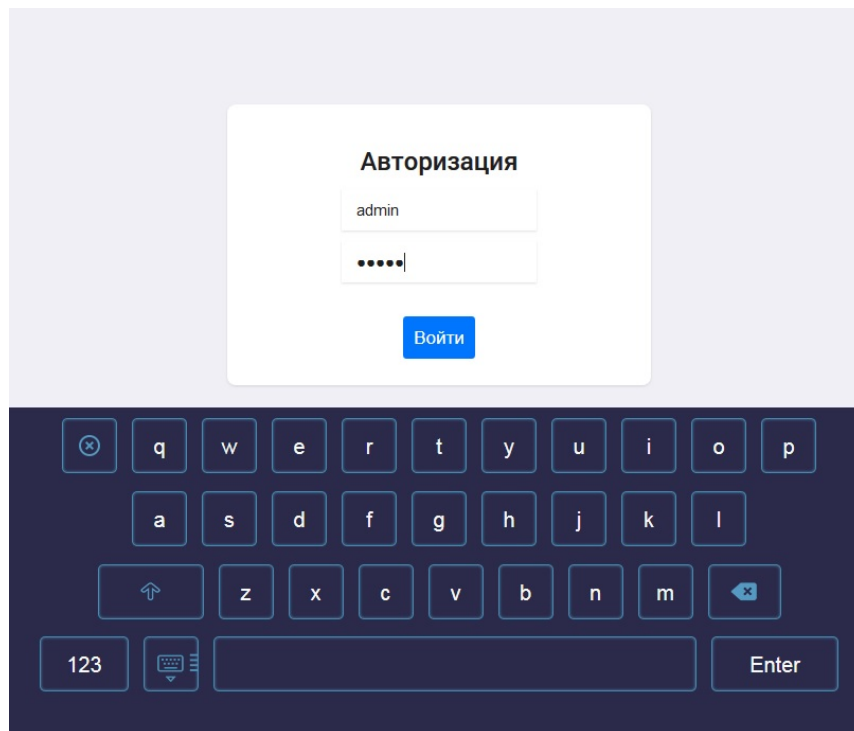 Авторизация
admin
•••••
Войти
q w e r t y u i o p
a s d f g h j k l
z x c v b n m
123 Enter